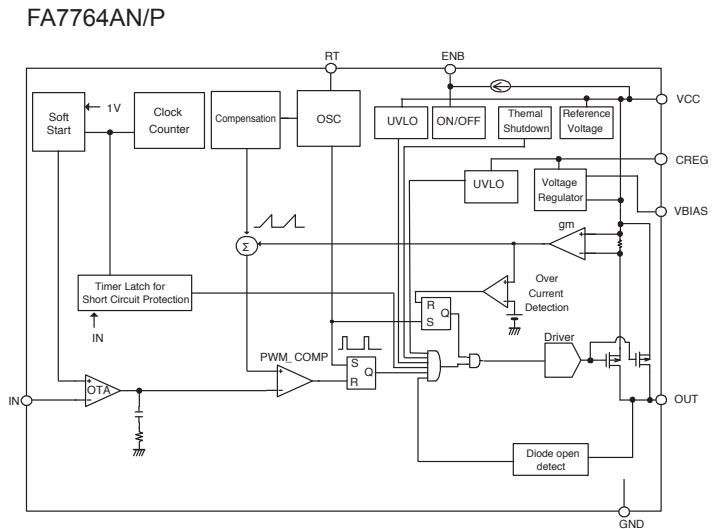 FA7764AN/P
RT
ENB
VCC
CREG
VBIAS
OUT
GND
IN
Soft
Start
1V
Clock
Counter
Compensation
OSC
UVLO
ON/OFF
Themal
Shutdown
Reference
Voltage
UVLO
Voltage
Regulator
gm
Σ
Timer Latch for
Short Circuit Protection
IN
Over
Current
Detection
R
S
Q
PWM_COMP
S
R
Q
Driver
OTA
Diode open
detect
+
−
+
−
+
−
+
−